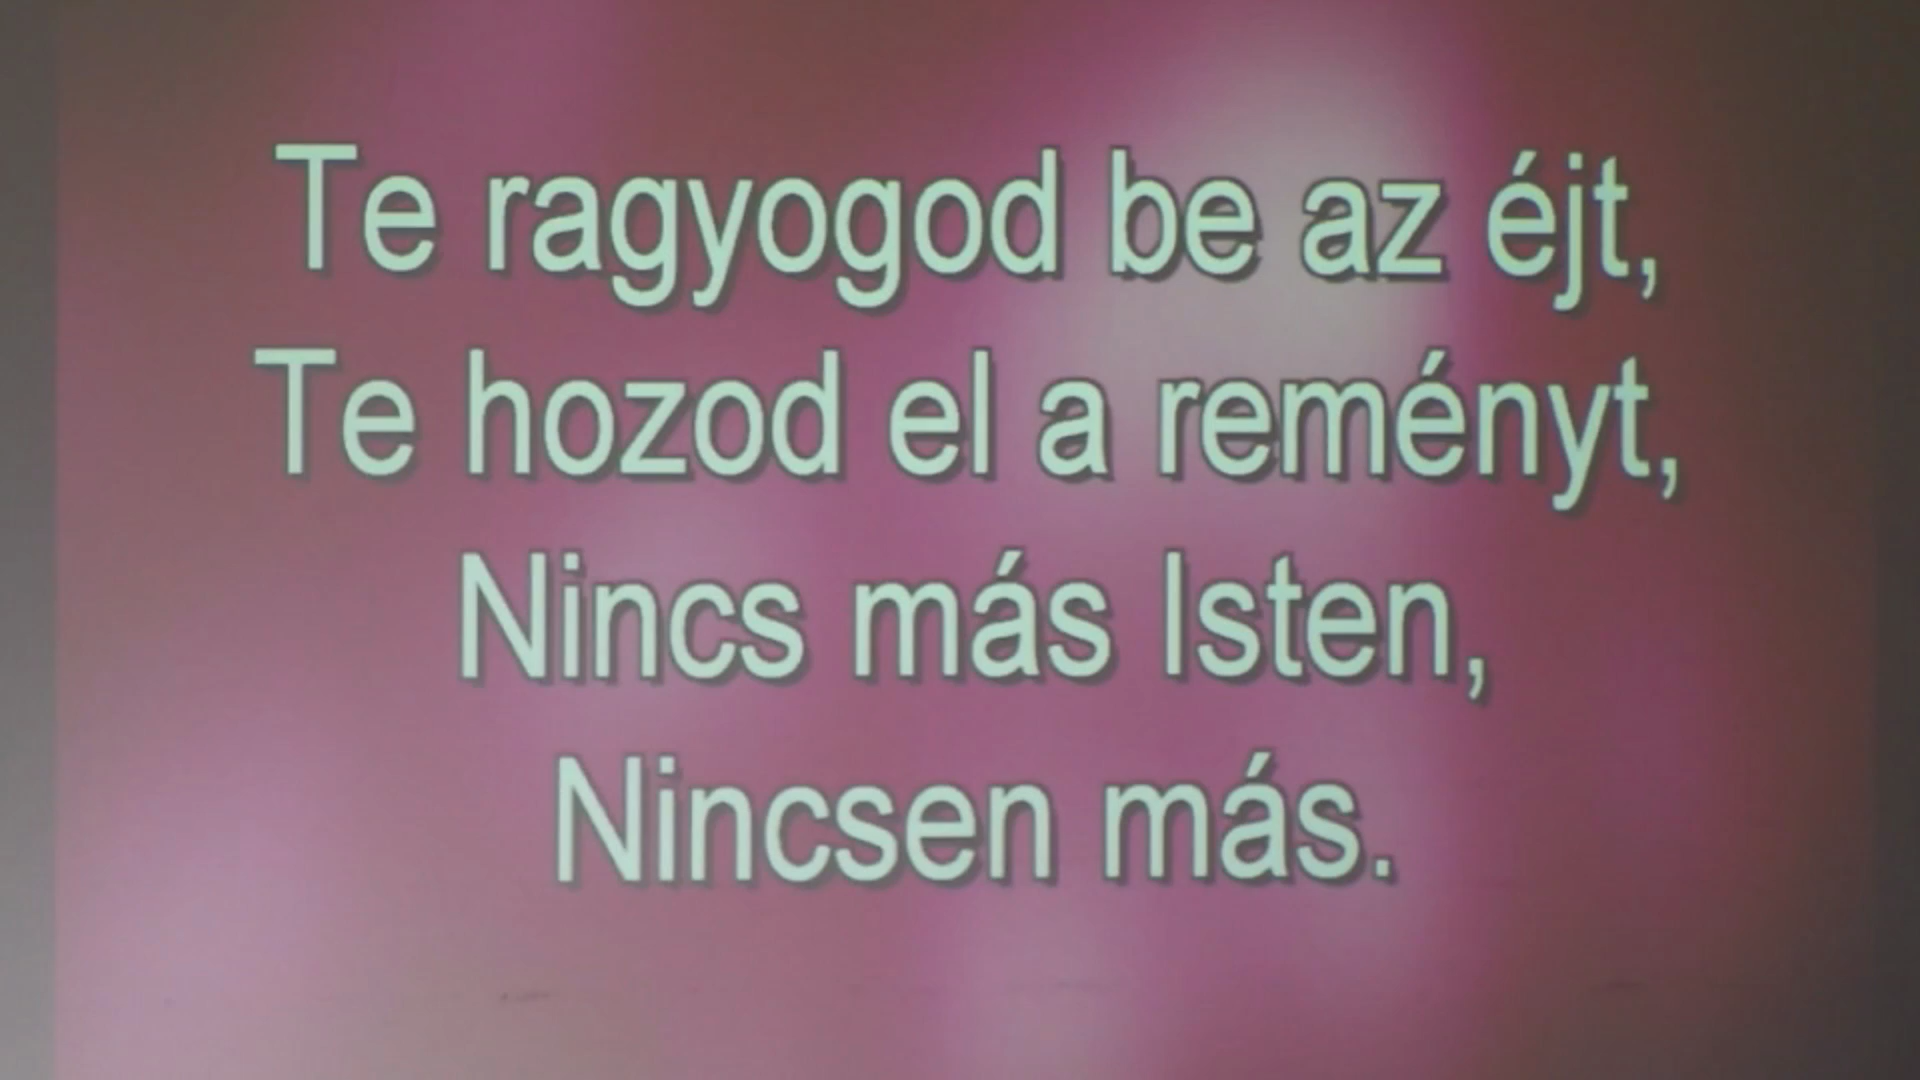 Te ragyogod be az éjt,
Te hozod el a reményt,
Nincs más Isten,
Nincsen más.